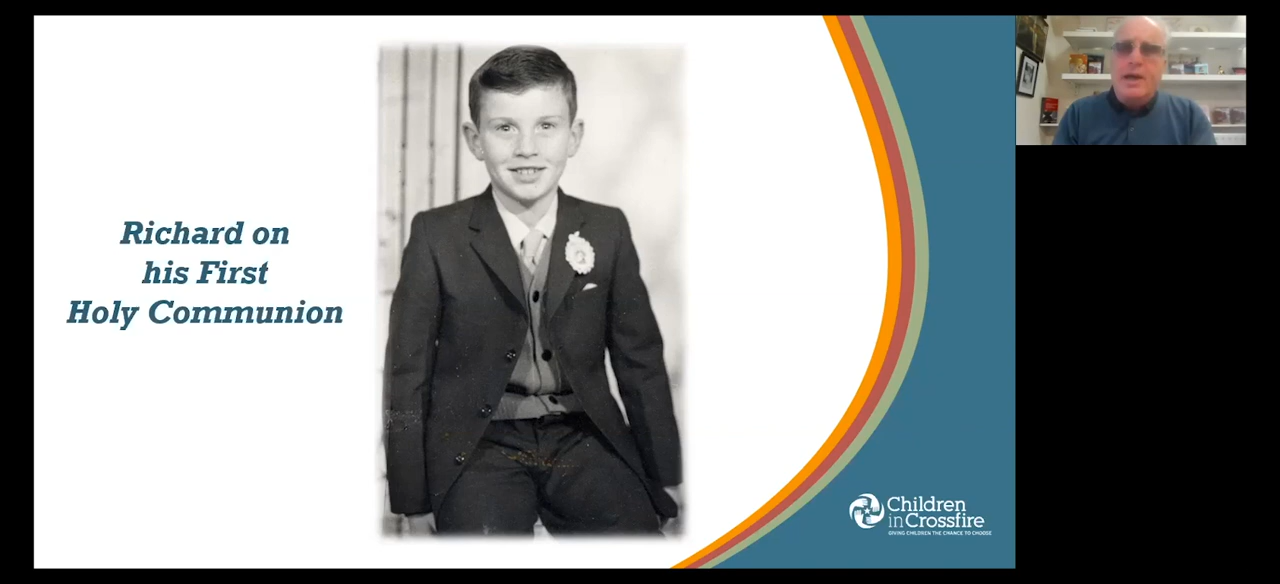 Richard on
his First
Holy Communion
Children
in Crossfire
GIVING CHILDREN THE CHANCE TO CHOOSE